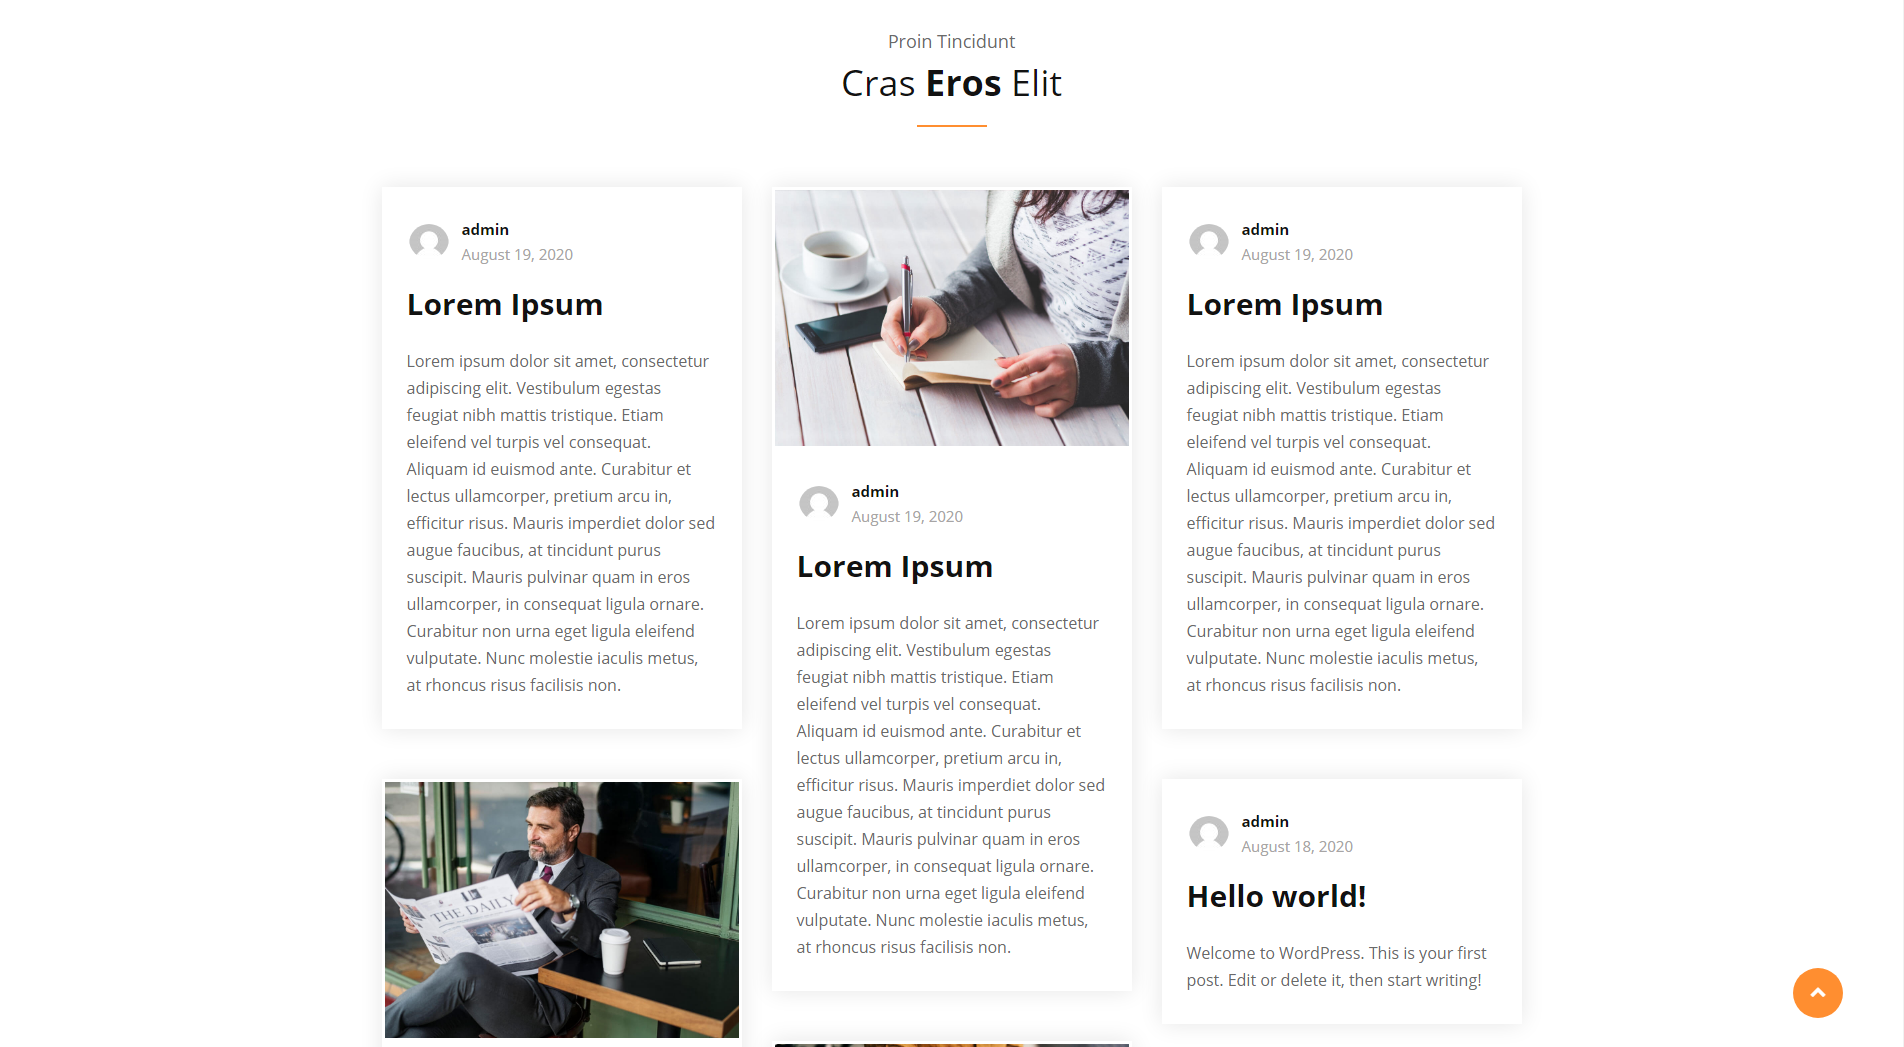 Proin Tincidunt
Cras Eros Elit
admin
August 19, 2020
Lorem Ipsum
Lorem ipsum dolor sit amet, consectetur
adipiscing elit. Vestibulum egestas
feugiat nibh mattis tristique. Etiam
eleifend vel turpis vel consequat.
Aliquam id euismod ante. Curabitur et
lectus ullamcorper, pretium arcu in,
efficitur risus. Mauris imperdiet dolor sed
augue faucibus, at tincidunt purus
suscipit. Mauris pulvinar quam in eros
ullamcorper, in consequat ligula ornare.
Curabitur non urna eget ligula eleifend
vulputate. Nunc molestie iaculis metus,
at rhoncus risus facilisis non.
THE DAILY
admin
August 19, 2020
Lorem Ipsum
Lorem ipsum dolor sit amet, consectetur
adipiscing elit. Vestibulum egestas
feugiat nibh mattis tristique. Etiam
eleifend vel turpis vel consequat.
Aliquam id euismod ante. Curabitur et
lectus ullamcorper, pretium arcu in,
efficitur risus. Mauris imperdiet dolor sed
augue faucibus, at tincidunt purus
suscipit. Mauris pulvinar quam in eros
ullamcorper, in consequat ligula ornare.
Curabitur non urna eget ligula eleifend
vulputate. Nunc molestie iaculis metus,
at rhoncus risus facilisis non.
admin
August 19, 2020
Lorem Ipsum
Lorem ipsum dolor sit amet, consectetur
adipiscing elit. Vestibulum egestas
feugiat nibh mattis tristique. Etiam
eleifend vel turpis vel consequat.
Aliquam id euismod ante. Curabitur et
lectus ullamcorper, pretium arcu in,
efficitur risus. Mauris imperdiet dolor sed
augue faucibus, at tincidunt purus
suscipit. Mauris pulvinar quam in eros
ullamcorper, in consequat ligula ornare.
Curabitur non urna eget ligula eleifend
vulputate. Nunc molestie iaculis metus,
at rhoncus risus facilisis non.
admin
August 18, 2020
Hello world!
Welcome to WordPress. This is your first
post. Edit or delete it, then start writing!